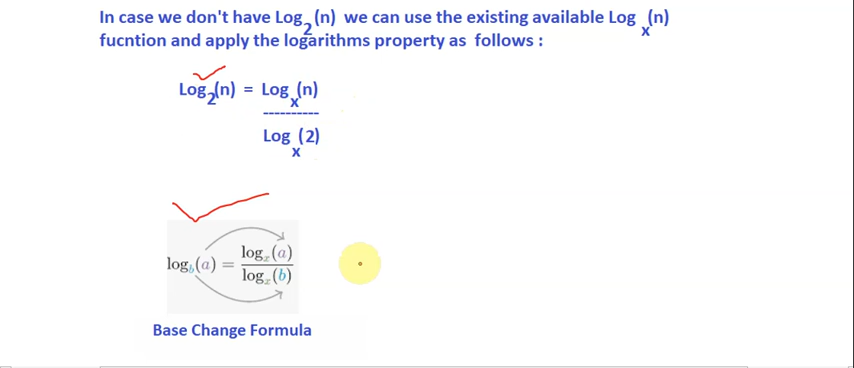 In case we don't have Log₂(n) we can use the existing available Logₓ(n)
fucntion and apply the logarithms property as follows :
Log₂(n) = Logₓ(n)
----------
Logₓ(2)
log_b(a) = logₓ(a)
logₓ(b)
Base Change Formula